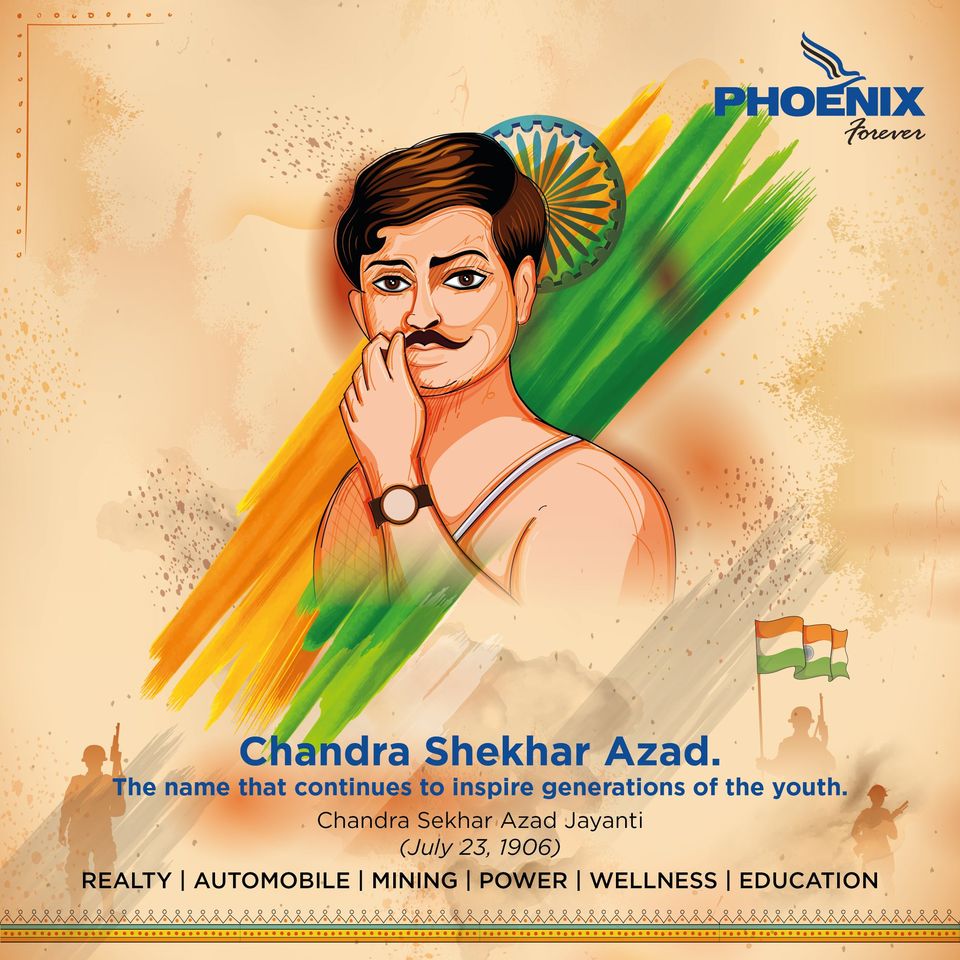 PHOENIX
Forever
Chandra Shekhar Azad.
The name that continues to inspire generations of the youth.
Chandra Sekhar Azad Jayanti
(July 23, 1906)
REALTY | AUTOMOBILE | MINING | POWER | WELLNESS | EDUCATION